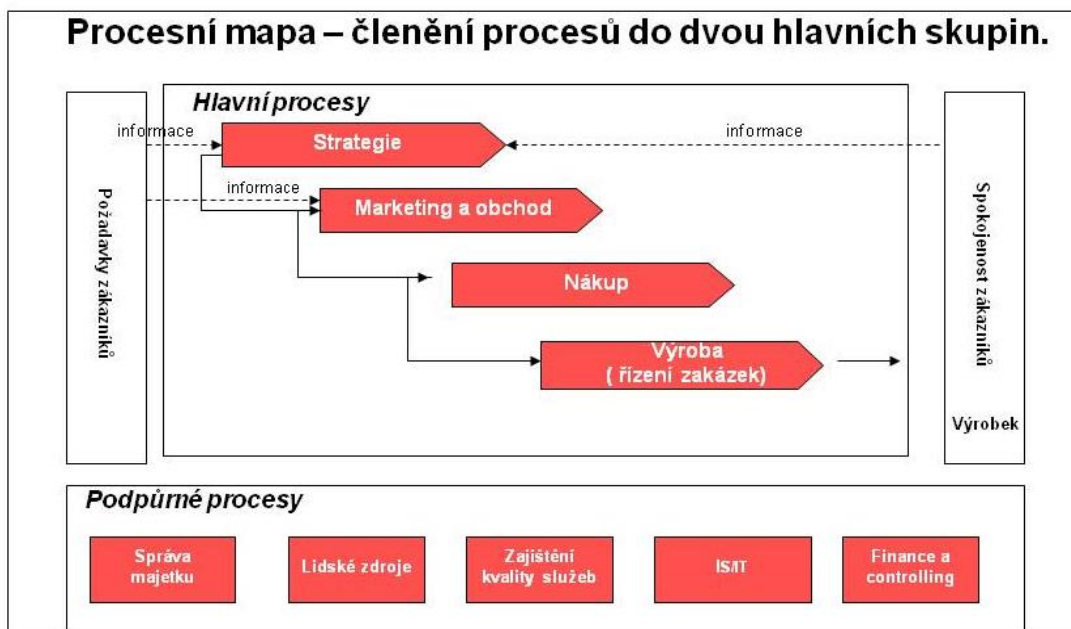 Procesní mapa – členění procesů do dvou hlavních skupin.
Hlavní procesy
informace
Strategie
informace
informace
Marketing a obchod
Požadavky zákazníků
Nákup
Spokojenost zákazníků
Výroba
( řízení zakázek)
Výrobek
Podpůrné procesy
Správa
majetku
Lidské zdroje
Zajištění
kvality služeb
IS/IT
Finance a
controlling